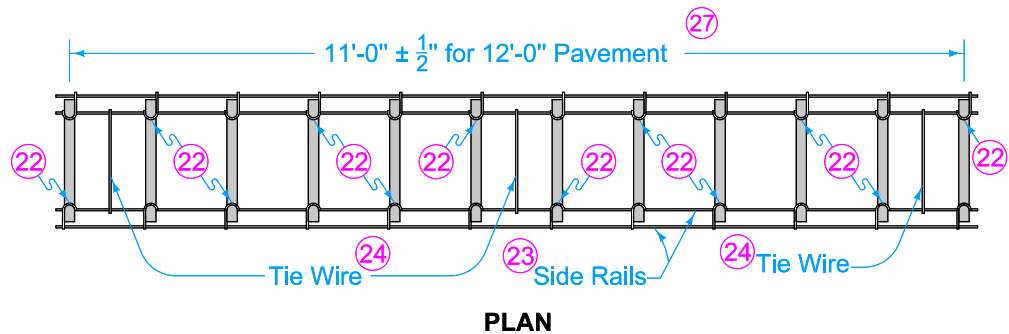 27
11'-0" ± 1/2" for 12'-0" Pavement
22 22 22 22 22 22 22 22
24 23 24
Tie Wire Side Rails Tie Wire
PLAN